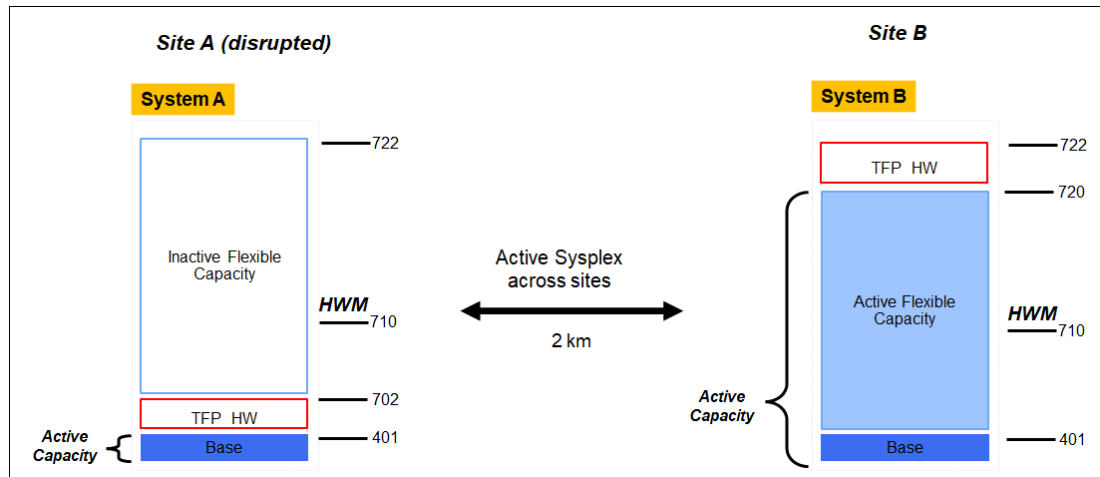 Site A (disrupted)
System A
722
Inactive Flexible
Capacity
HWM
710
702
TFP HW
401
Base
Active
Capacity
Active Sysplex
across sites
2 km
Site B
System B
722
TFP HW
720
Active Flexible
Capacity
HWM
710
Active
Capacity
401
Base